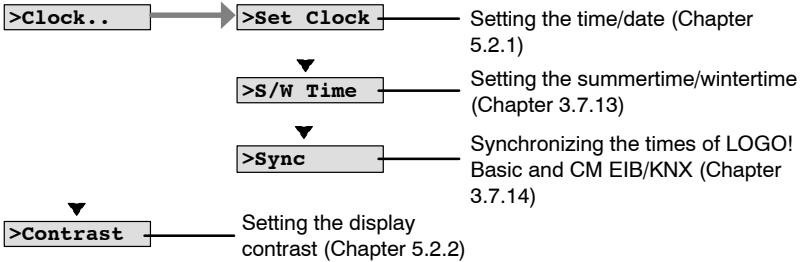 >Clock..
>Set Clock
Setting the time/date (Chapter
5.2.1)
>S/W Time
Setting the summertime/wintertime
(Chapter 3.7.13)
>Sync
Synchronizing the times of LOGO!
Basic and CM EIB/KNX (Chapter
3.7.14)
>Contrast
Setting the display
contrast (Chapter 5.2.2)